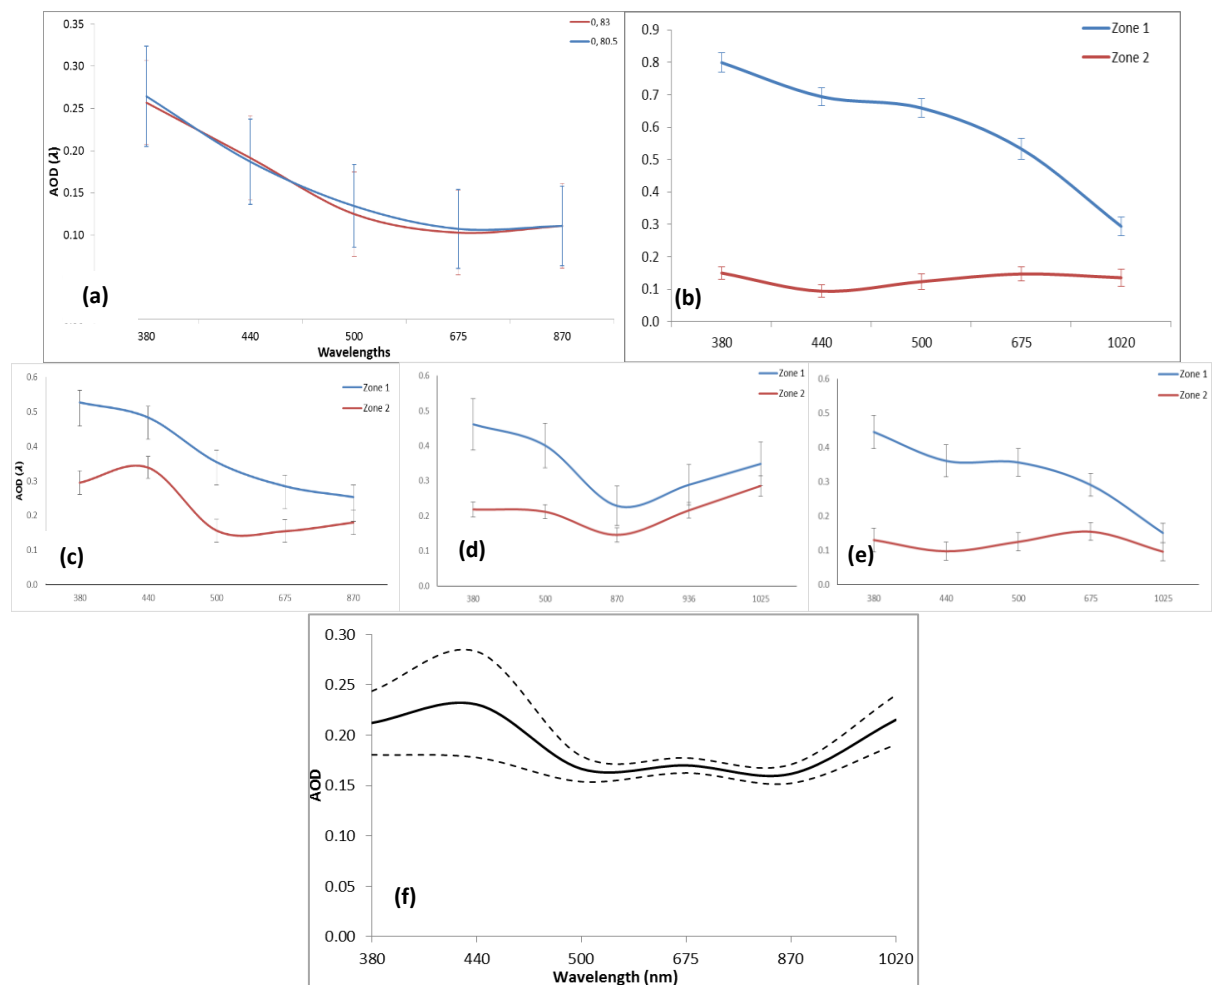 0.35
0.30
0.25
0.20
0.15
0.10
AOD (λ)
0, 83
0, 80.5
(a)
380 440 500 675 870
Wavelengths
0.9
0.8
0.7
0.6
0.5
0.4
0.3
0.2
0.1
0.0
Zone 1
Zone 2
(b)
380 440 500 675 1020
0.6
0.5
0.4
0.3
0.2
0.1
0.0
AOD (λ)
Zone 1
Zone 2
(c)
380 440 500 675 870
0.6
0.5
0.4
0.3
0.2
0.1
0.0
Zone 1
Zone 2
(d)
380 500 870 936 1025
0.6
0.5
0.4
0.3
0.2
0.1
0.0
Zone 1
Zone 2
(e)
380 440 500 675 1025
0.30
0.25
0.20
0.15
0.10
0.05
0.00
AOD
(f)
380 440 500 675 870 1020
Wavelength (nm)